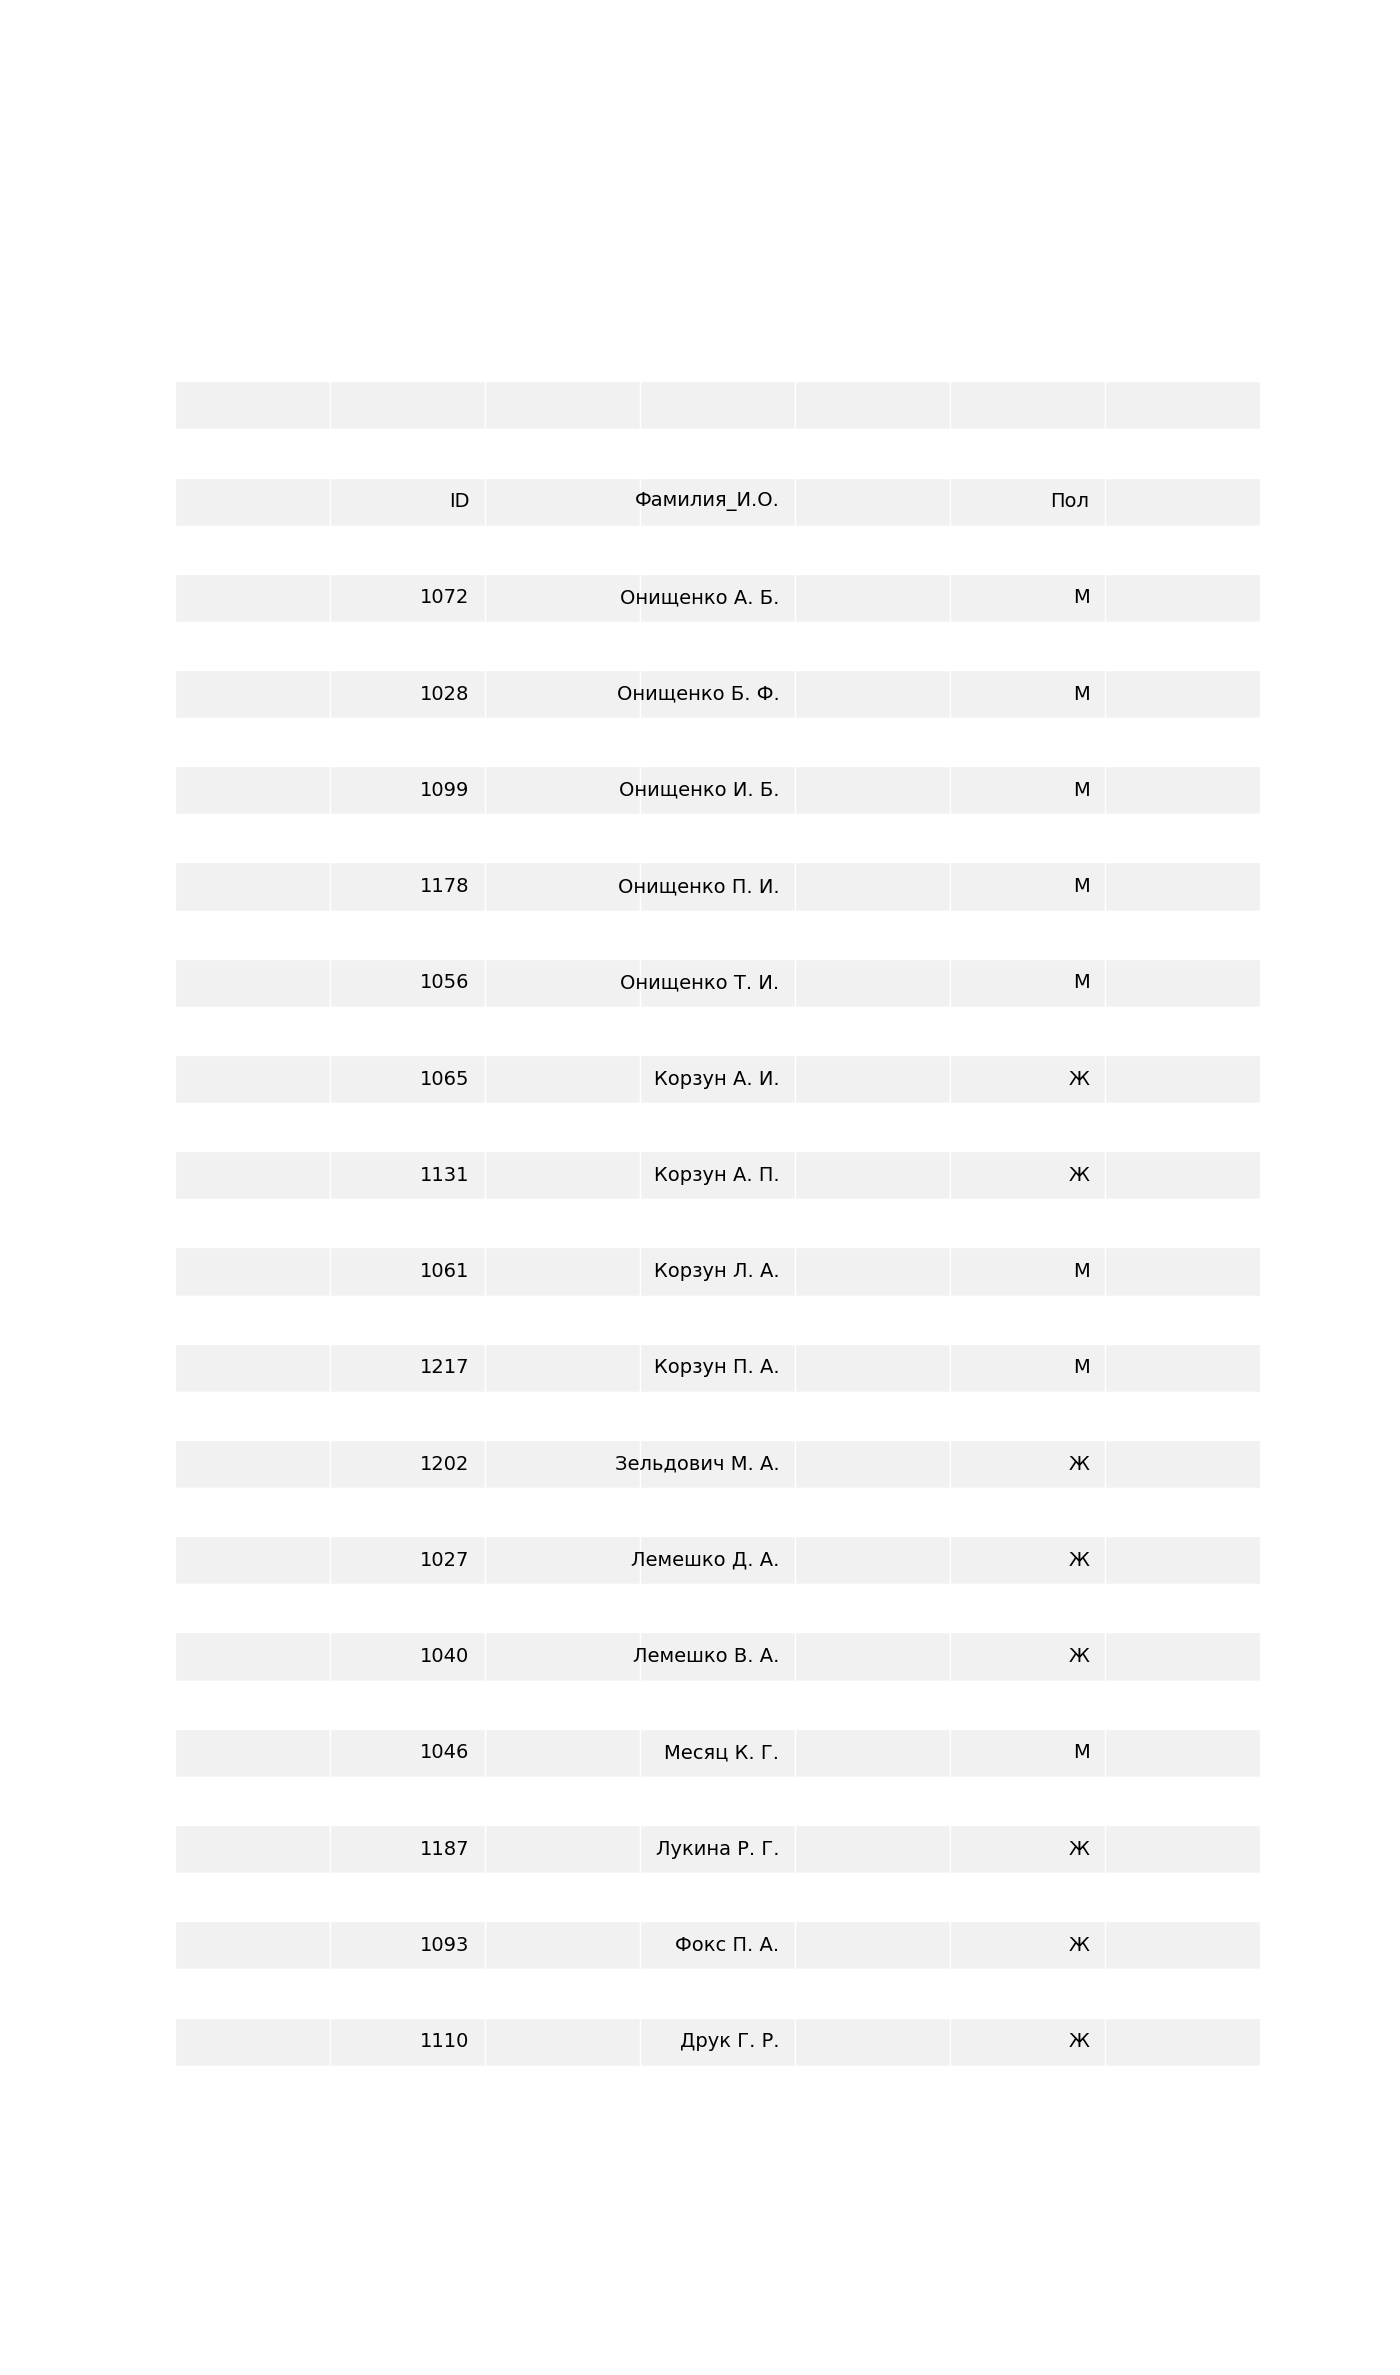 ID Фамилия_И.О. Пол
1072 Онищенко А. Б. М
1028 Онищенко Б. Ф. М
1099 Онищенко И. Б. М
1178 Онищенко П. И. М
1056 Онищенко Т. И. М
1065 Корзун А. И. Ж
1131 Корзун А. П. Ж
1061 Корзун Л. А. М
1217 Корзун П. А. М
1202 Зельдович М. А. Ж
1027 Лемешко Д. А. Ж
1040 Лемешко В. А. Ж
1046 Месяц К. Г. М
1187 Лукина Р. Г. Ж
1093 Фокс П. А. Ж
1110 Друк Г. Р. Ж